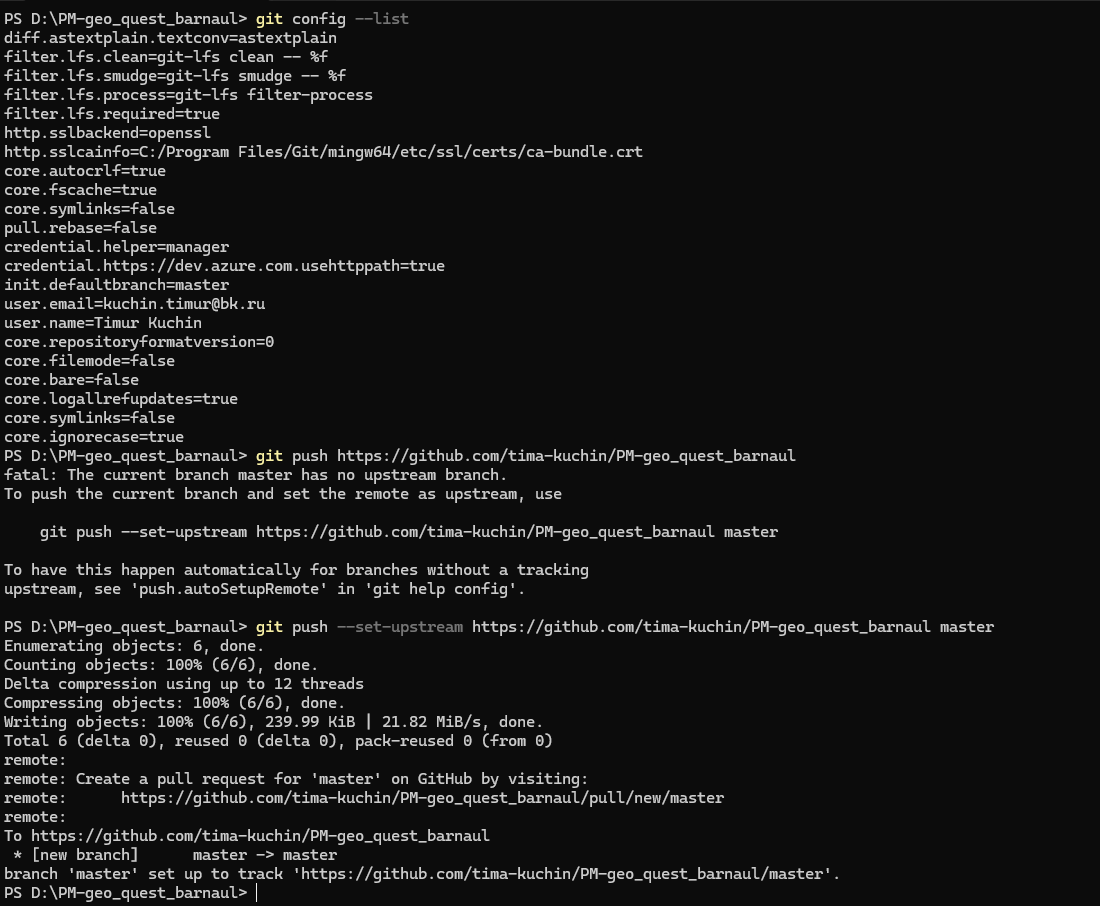 PS D:\PM-geo_quest_barnaul> git config --list
diff.astextplain.textconv=astextplain
filter.lfs.clean=git-lfs clean -- %f
filter.lfs.smudge=git-lfs smudge -- %f
filter.lfs.process=git-lfs filter-process
filter.lfs.required=true
http.sslbackend=openssl
http.sslcainfo=C:/Program Files/Git/mingw64/etc/ssl/certs/ca-bundle.crt
core.autocrlf=true
core.fscache=true
core.symlinks=false
pull.rebase=false
credential.helper=manager
credential.https://dev.azure.com.usehttppath=true
init.defaultbranch=master
user.email=kuchin.timur@bk.ru
user.name=Timur Kuchin
core.repositoryformatversion=0
core.filemode=false
core.bare=false
core.logallrefupdates=true
core.symlinks=false
core.ignorecase=true
PS D:\PM-geo_quest_barnaul> git push https://github.com/tima-kuchin/PM-geo_quest_barnaul
fatal: The current branch master has no upstream branch.
To push the current branch and set the remote as upstream, use

    git push --set-upstream https://github.com/tima-kuchin/PM-geo_quest_barnaul master

To have this happen automatically for branches without a tracking
upstream, see 'push.autoSetupRemote' in 'git help config'.

PS D:\PM-geo_quest_barnaul> git push --set-upstream https://github.com/tima-kuchin/PM-geo_quest_barnaul master
Enumerating objects: 6, done.
Counting objects: 100% (6/6), done.
Delta compression using up to 12 threads
Compressing objects: 100% (6/6), done.
Writing objects: 100% (6/6), 239.99 KiB | 21.82 MiB/s, done.
Total 6 (delta 0), reused 0 (delta 0), pack-reused 0 (from 0)
remote:
remote: Create a pull request for 'master' on GitHub by visiting:
remote:      https://github.com/tima-kuchin/PM-geo_quest_barnaul/pull/new/master
remote:
To https://github.com/tima-kuchin/PM-geo_quest_barnaul
 * [new branch]      master -> master
branch 'master' set up to track 'https://github.com/tima-kuchin/PM-geo_quest_barnaul/master'.
PS D:\PM-geo_quest_barnaul>